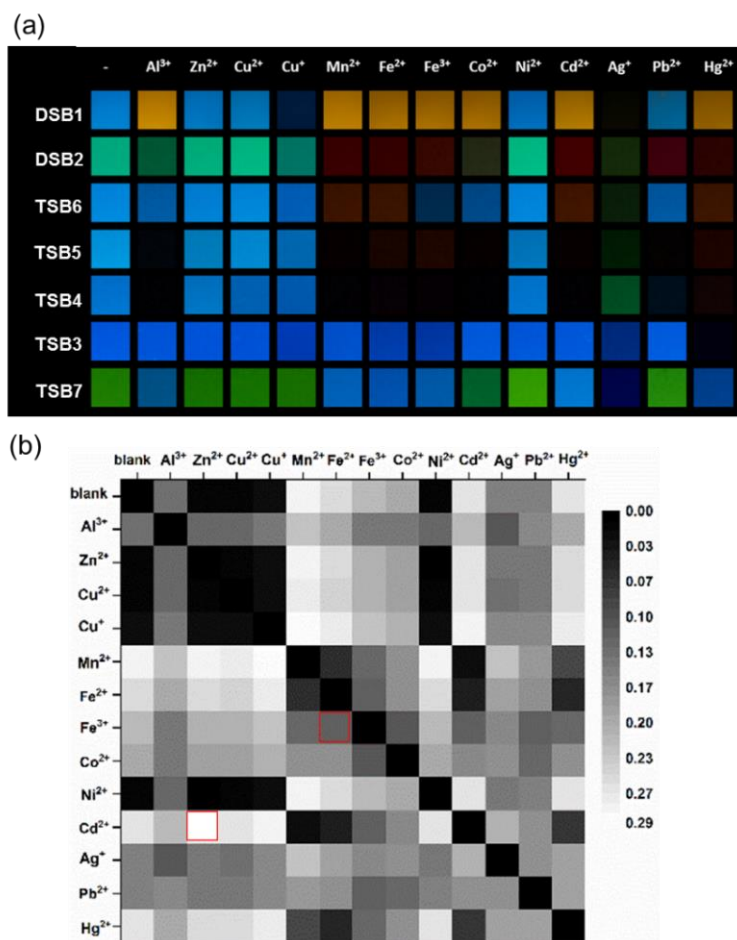 (a)
- Al³⁺ Zn²⁺ Cu²⁺ Cu⁺ Mn²⁺ Fe²⁺ Fe³⁺ Co²⁺ Ni²⁺ Cd²⁺ Ag⁺ Pb²⁺ Hg²⁺
DSB1
DSB2
TSB6
TSB5
TSB4
TSB3
TSB7
(b)
blank Al³⁺ Zn²⁺ Cu²⁺ Cu⁺ Mn²⁺ Fe²⁺ Fe³⁺ Co²⁺ Ni²⁺ Cd²⁺ Ag⁺ Pb²⁺ Hg²⁺
blank
Al³⁺
Zn²⁺
Cu²⁺
Cu⁺
Mn²⁺
Fe²⁺
Fe³⁺
Co²⁺
Ni²⁺
Cd²⁺
Ag⁺
Pb²⁺
Hg²⁺
0.00
0.03
0.07
0.10
0.13
0.17
0.20
0.23
0.27
0.29